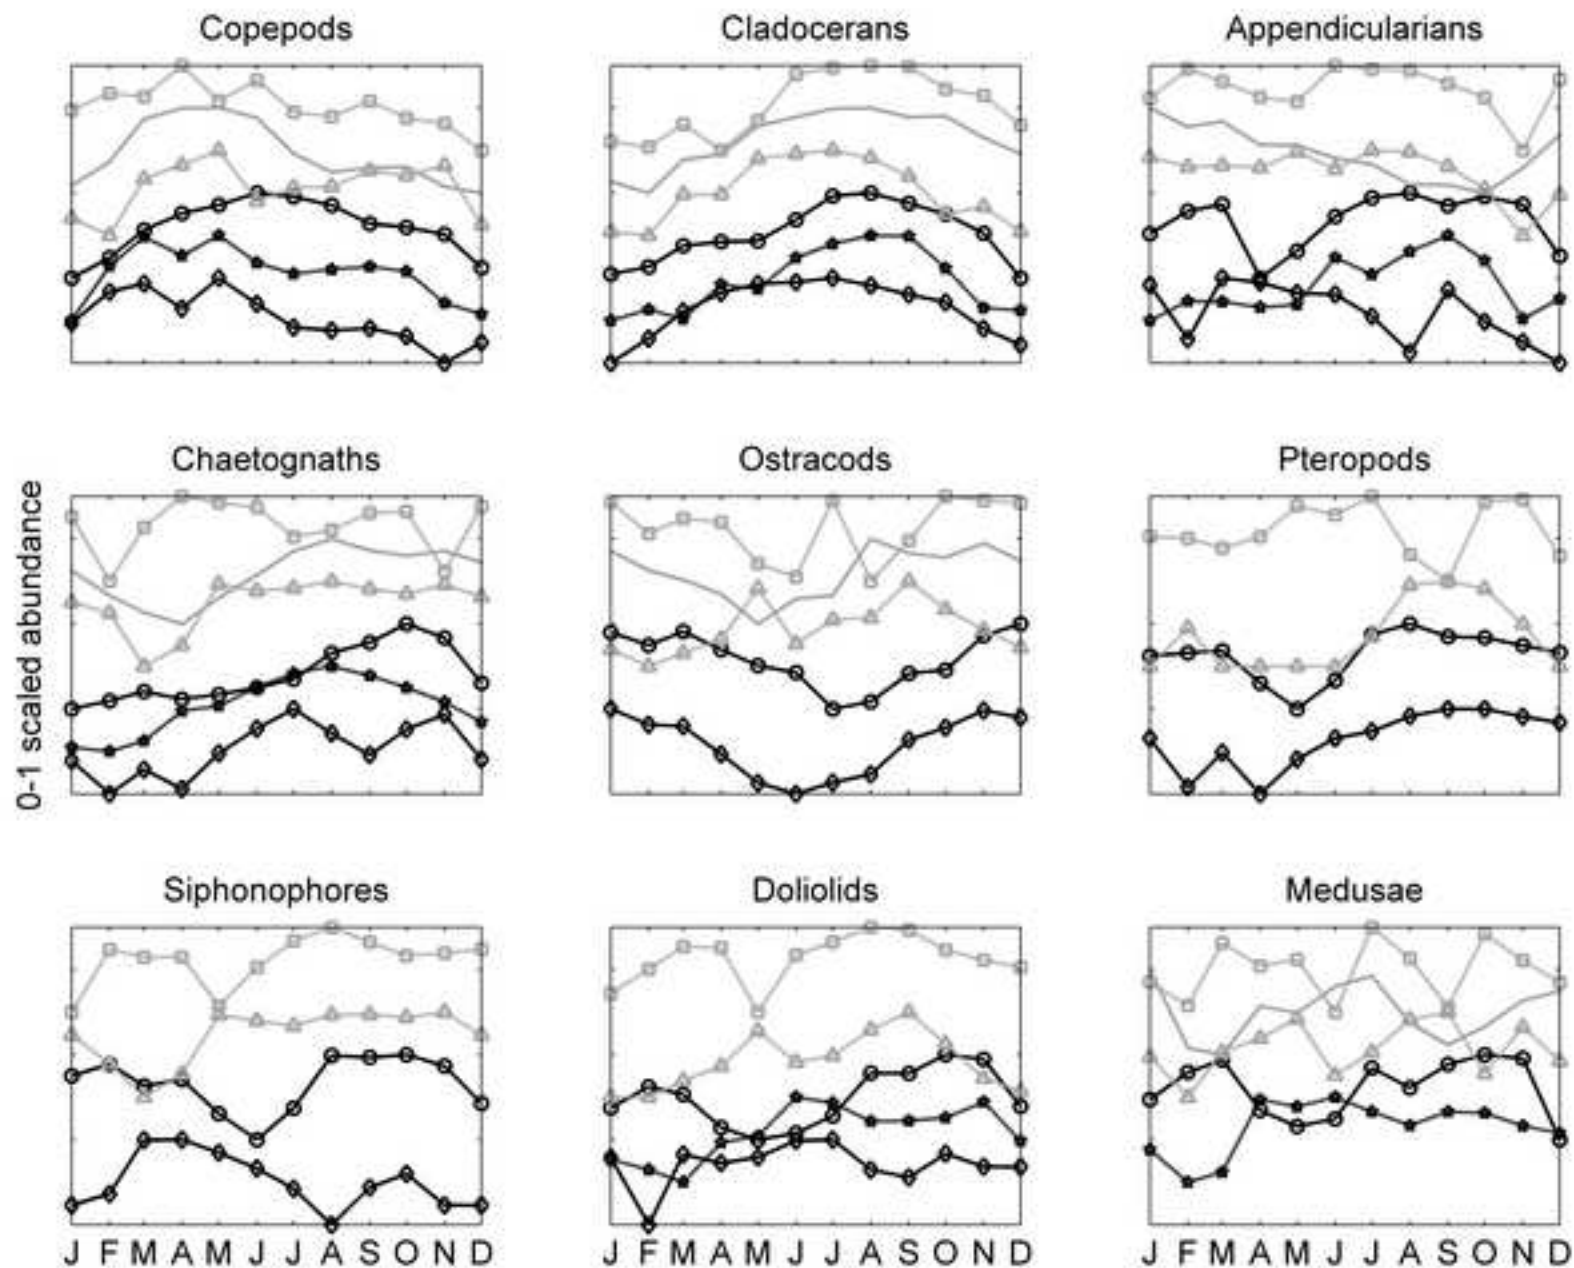 Copepods Cladocerans Appendicularians
Chaetognaths Ostracods Pteropods
0-1 scaled abundance
Siphonophores Doliolids Medusae
J F M A M J J A S O N D J F M A M J J A S O N D J F M A M J J A S O N D